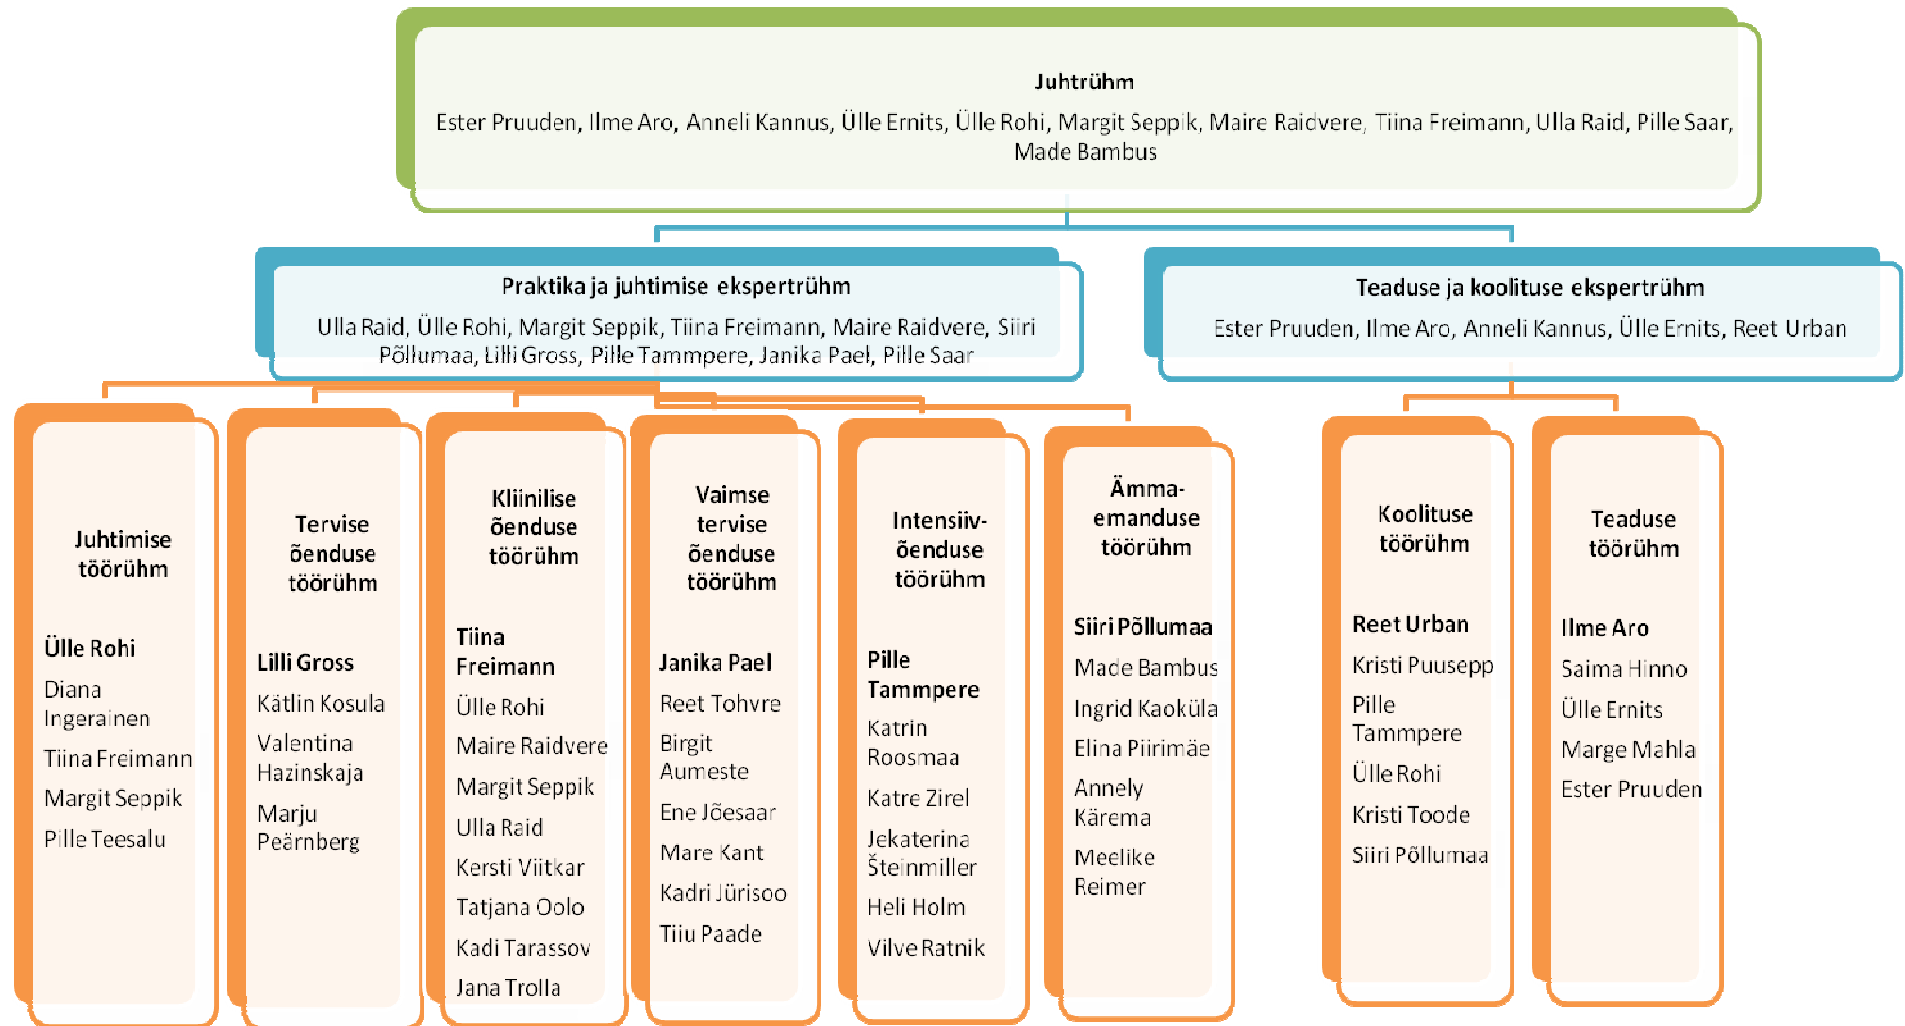 Juhtrühm
Ester Pruuden, Ilme Aro, Anneli Kannus, Ülle Ernits, Ülle Rohi, Margit Seppik, Maire Raidvere, Tiina Freimann, Ulla Raid, Pille Saar,
Made Bambus
Praktika ja juhtimise ekspertrühm
Ulla Raid, Ülle Rohi, Margit Seppik, Tiina Freimann, Maire Raidvere, Siiri
Põllumaa, Lilli Gross, Pille Tammpere, Janika Pael, Pille Saar
Teaduse ja koolituse ekspertrühm
Ester Pruuden, Ilme Aro, Anneli Kannus, Ülle Ernits, Reet Urban
Juhtimise
töörühm
Ülle Rohi
Diana
Ingerainen
Tiina Freimann
Margit Seppik
Pille Teesalu
Tervise
õenduse
töörühm
Lilli Gross
Kätlin Kosula
Valentina
Hazinskaja
Marju
Peärnberg
Kliinilise
õenduse
töörühm
Tiina
Freimann
Ülle Rohi
Maire Raidvere
Margit Seppik
Ulla Raid
Kersti Viitkar
Tatjana Oolo
Kadi Tarassov
Jana Trolla
Vaimse
tervise
õenduse
töörühm
Janika Pael
Reet Tohvre
Birgit
Aumeste
Ene Jõesaar
Mare Kant
Kadri Jürisoo
Tiiu Paade
Intensiiv-
õenduse
töörühm
Pille
Tammpere
Katrin
Roosmaa
Katre Zirel
Jekaterina
Šteinmiller
Heli Holm
Vilve Ratnik
Ämma-
emanduse
töörühm
Siiri Põllumaa
Made Bambus
Ingrid Kaoküla
Elina Piirimäe
Annely
Kärema
Meelike
Reimer
Koolituse
töörühm
Reet Urban
Kristi Puusepp
Pille
Tammpere
Ülle Rohi
Kristi Toode
Siiri Põllumaa
Teaduse
töörühm
Ilme Aro
Saima Hinno
Ülle Ernits
Marge Mahla
Ester Pruuden